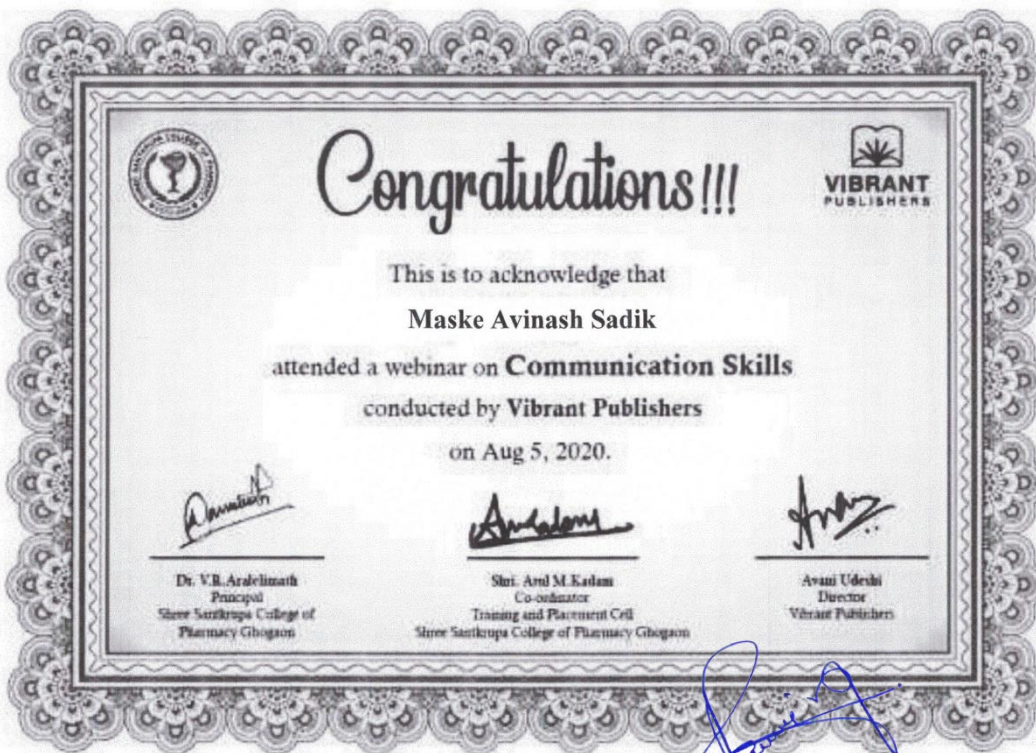 Congratulations!!!
VIBRANT
PUBLISHERS
This is to acknowledge that
Maske Avinash Sadik
attended a webinar on Communication Skills
conducted by Vibrant Publishers
on Aug 5, 2020.
Dr. V.R.Aralelimath
Principal
Shree Santkrupa College of
Pharmacy Ghogaon
Shri. Atul M.Kadam
Co-ordinator
Training and Placement Cell
Shree Santkrupa College of Pharmacy Ghogaon
Avani Udeshi
Director
Vibrant Publishers